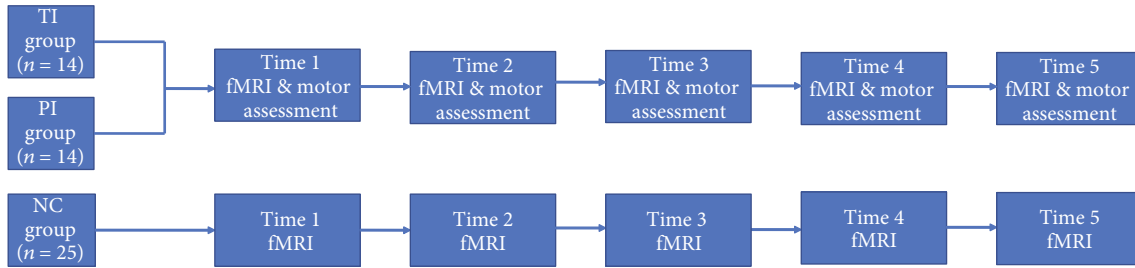 TI
group
(n = 14)
PI
group
(n = 14)
Time 1
fMRI & motor
assessment
Time 2
fMRI & motor
assessment
Time 3
fMRI & motor
assessment
Time 4
fMRI & motor
assessment
Time 5
fMRI & motor
assessment
NC
group
(n = 25)
Time 1
fMRI
Time 2
fMRI
Time 3
fMRI
Time 4
fMRI
Time 5
fMRI